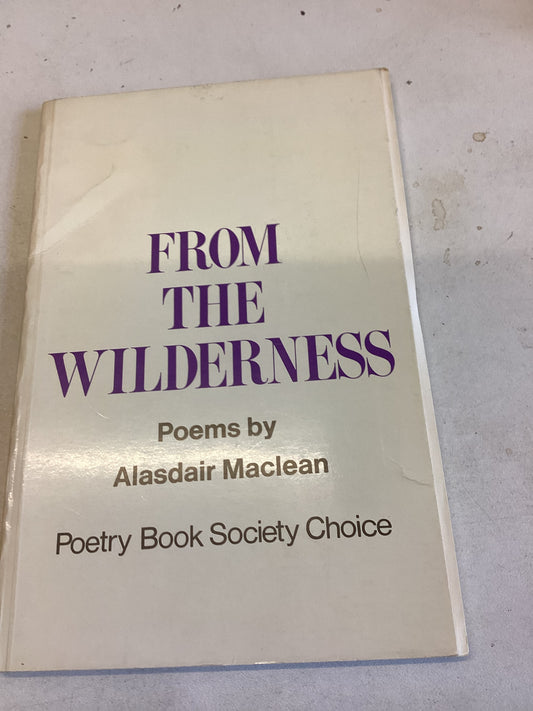 FROM
THE
WILDERNESS
Poems by
Alasdair Maclean
Poetry Book Society Choice